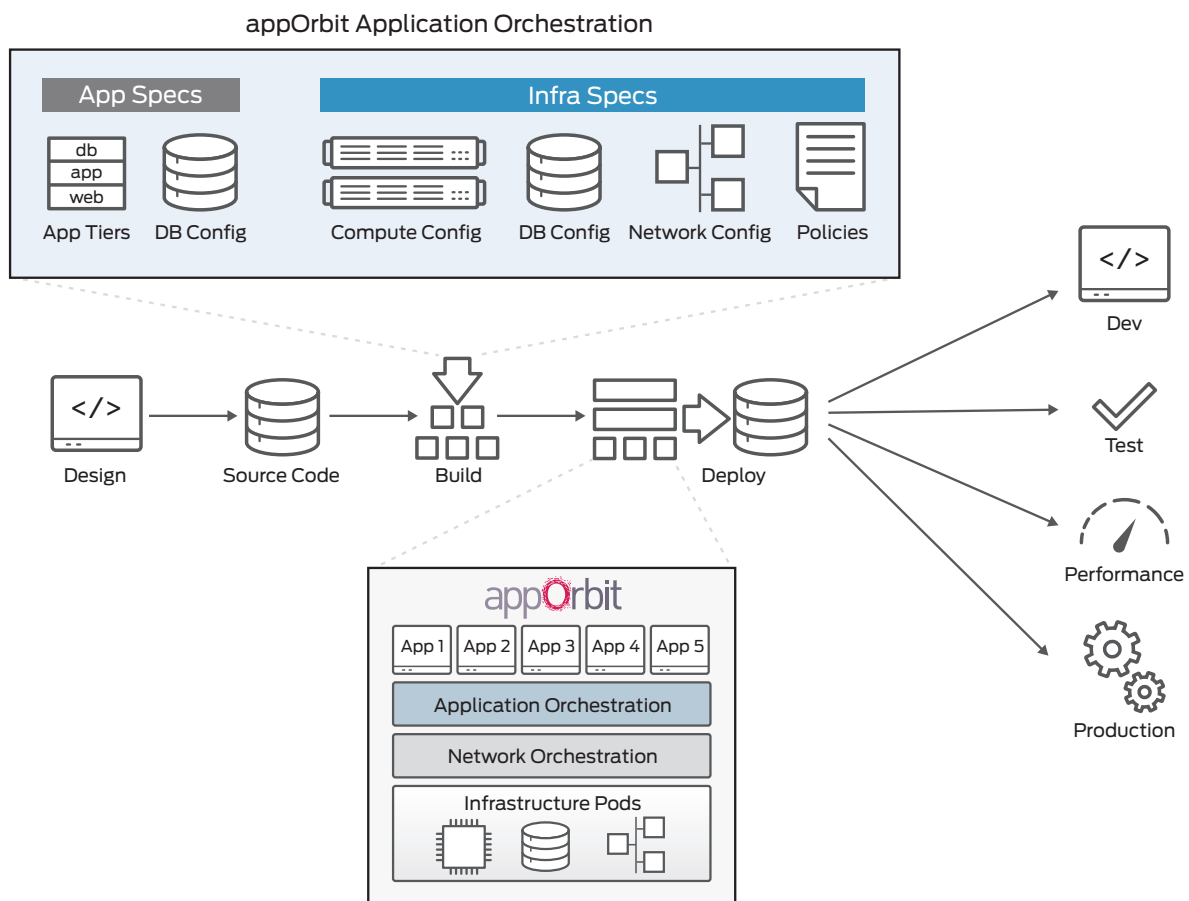 appOrbit Application Orchestration
App Specs
Infra Specs
db
app
web
App Tiers
DB Config
Compute Config
DB Config
Network Config
Policies
</>
Dev
</>
Design
Source Code
Build
Deploy
Test
Performance
Production
appOrbit
App 1
App 2
App 3
App 4
App 5
Application Orchestration
Network Orchestration
Infrastructure Pods